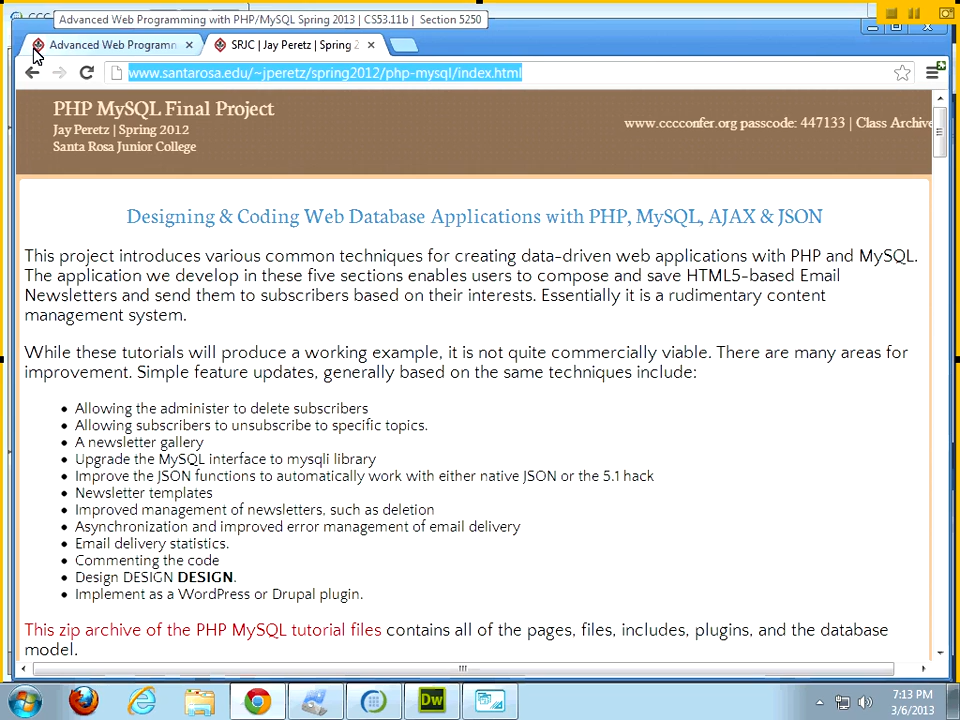 Advanced Web Programming with PHP/MySQL Spring 2013 | CS53.11b | Section 5250
Advanced Web Programm
SRJC | Jay Peretz | Spring 2
www.santarosa.edu/~jperetz/spring2012/php-mysql/index.html
PHP MySQL Final Project
Jay Peretz | Spring 2012
Santa Rosa Junior College
www.cccconfer.org passcode: 447133 | Class Archive
Designing & Coding Web Database Applications with PHP, MySQL, AJAX & JSON
This project introduces various common techniques for creating data-driven web applications with PHP and MySQL.
The application we develop in these five sections enables users to compose and save HTML5-based Email
Newsletters and send them to subscribers based on their interests. Essentially it is a rudimentary content
management system.
While these tutorials will produce a working example, it is not quite commercially viable. There are many areas for
improvement. Simple feature updates, generally based on the same techniques include:
• Allowing the administer to delete subscribers
• Allowing subscribers to unsubscribe to specific topics.
• A newsletter gallery
• Upgrade the MySQL interface to mysqli library
• Improve the JSON functions to automatically work with either native JSON or the 5.1 hack
• Newsletter templates
• Improved management of newsletters, such as deletion
• Asynchronization and improved error management of email delivery
• Email delivery statistics.
• Commenting the code
• Design DESIGN DESIGN.
• Implement as a WordPress or Drupal plugin.
This zip archive of the PHP MySQL tutorial files contains all of the pages, files, includes, plugins, and the database
model.
Dw
7:13 PM
3/6/2013